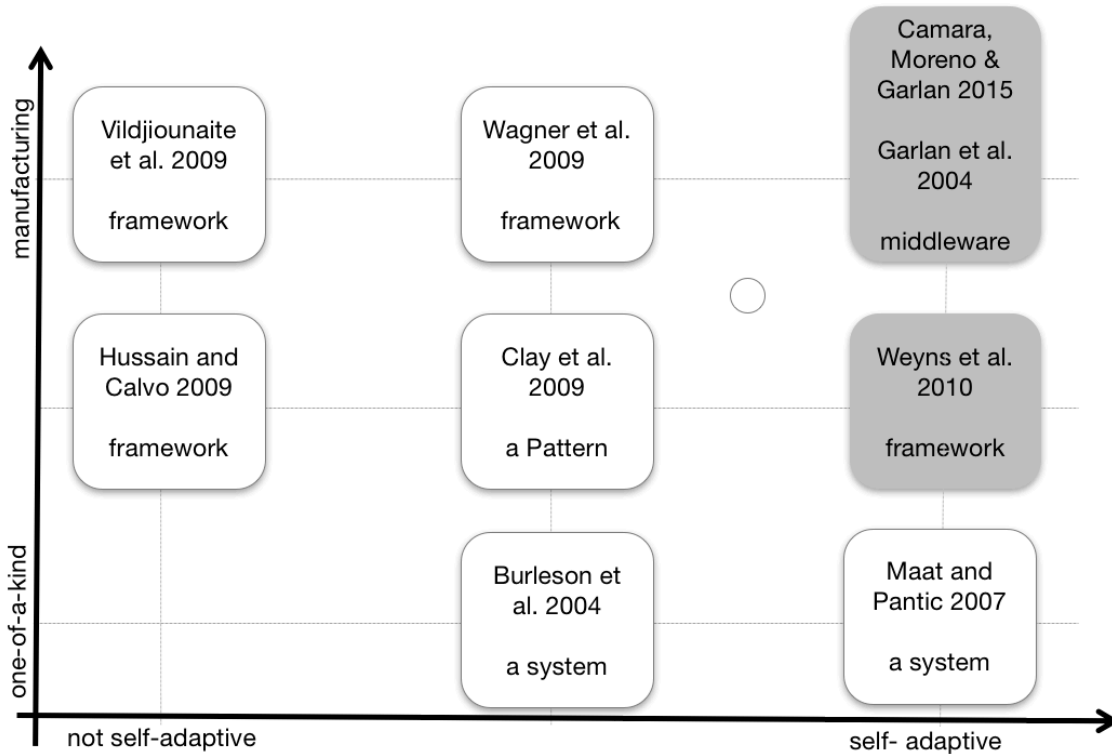 Camara,
Moreno &
Garlan 2015
Garlan et al.
2004
middleware
Vildjiounaite
et al. 2009
framework
Wagner et al.
2009
framework
manufacturing
Hussain and
Calvo 2009
framework
Clay et al.
2009
a Pattern
Weyns et al.
2010
framework
Burleson et
al. 2004
a system
Maat and
Pantic 2007
a system
one-of-a-kind
not self-adaptive
self- adaptive